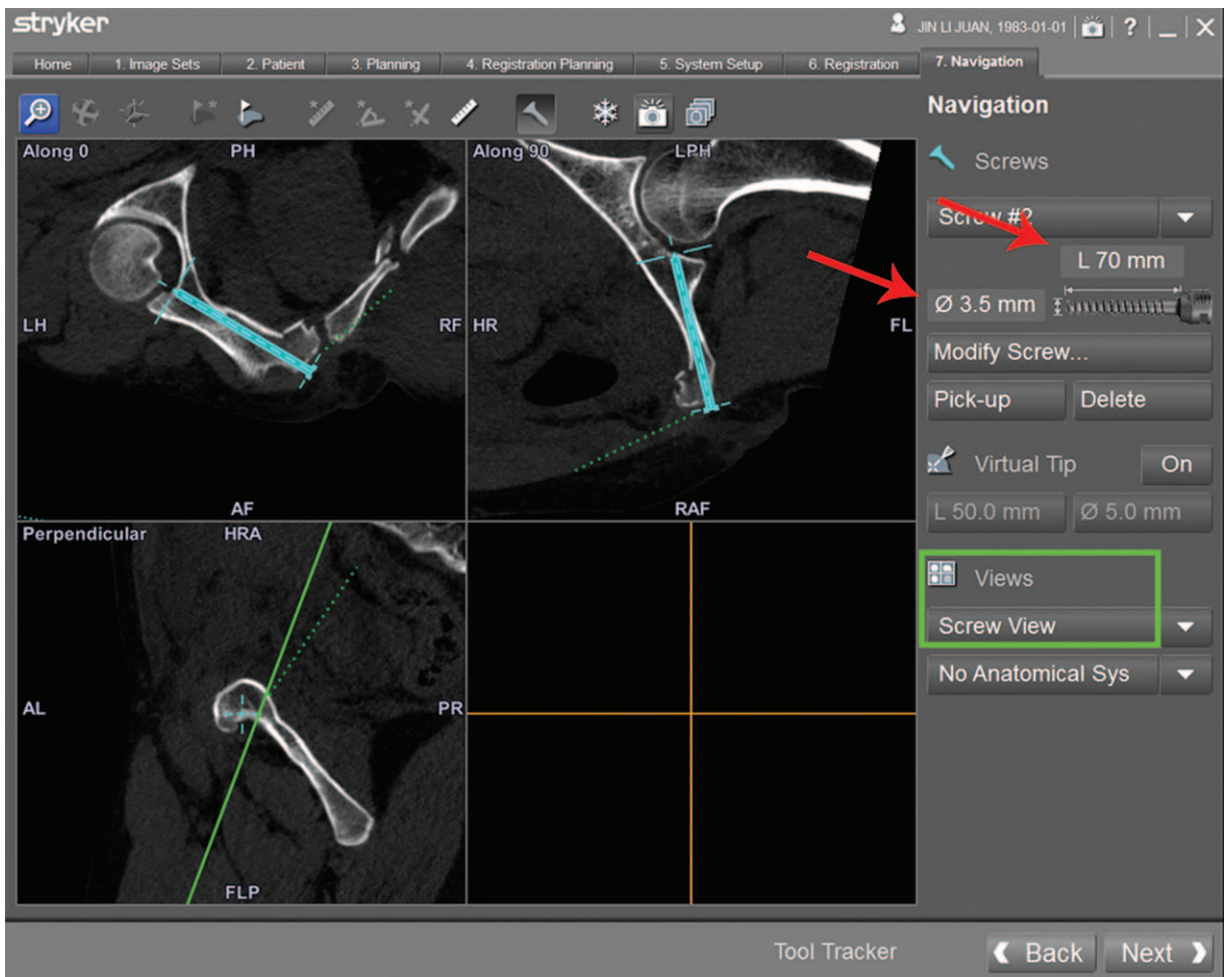 stryker
JIN LI JUAN, 1983-01-01 ? _ X
Home 1. Image Sets 2. Patient 3. Planning 4. Registration Planning 5. System Setup 6. Registration 7. Navigation
Along 0 PH
LH RF
AF
Along 90 LPH
HR FL
RAF
Perpendicular HRA
AL PR
FLP
Navigation
Screws
Screw #2
L 70 mm
Ø 3.5 mm
Modify Screw...
Pick-up Delete
Virtual Tip On
L 50.0 mm Ø 5.0 mm
Views
Screw View
No Anatomical Sys
Tool Tracker Back Next